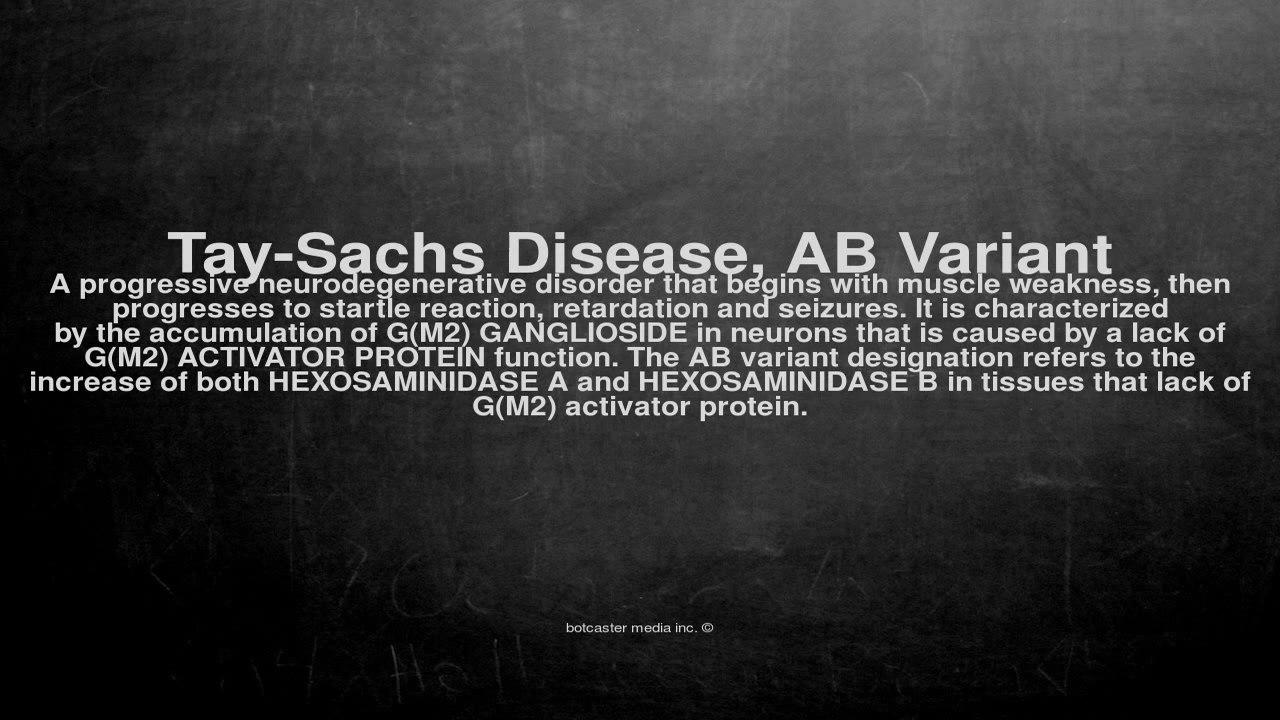 Tay-Sachs Disease, AB Variant
A progressive neurodegenerative disorder that begins with muscle weakness, then
progresses to startle reaction, retardation and seizures. It is characterized
by the accumulation of G(M2) GANGLIOSIDE in neurons that is caused by a lack of
G(M2) ACTIVATOR PROTEIN function. The AB variant designation refers to the
increase of both HEXOSAMINIDASE A and HEXOSAMINIDASE B in tissues that lack of
G(M2) activator protein.
botcaster media inc. ©